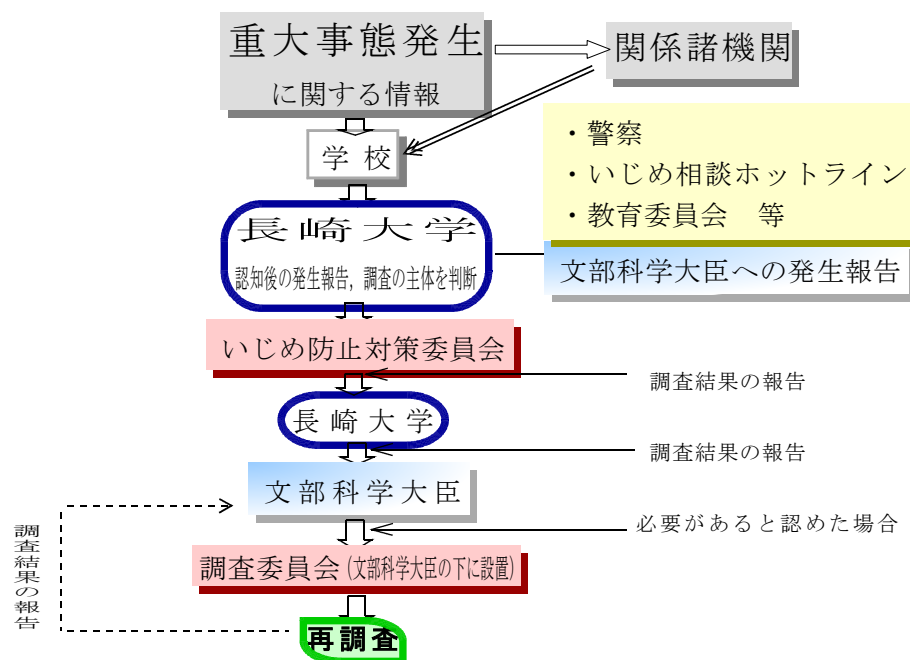 重大事態発生
に関する情報
関係諸機関
学校
・警察
・いじめ相談ホットライン
・教育委員会　等
長崎大学
認知後の発生報告，調査の主体を判断
文部科学大臣への発生報告
いじめ防止対策委員会
調査結果の報告
長崎大学
調査結果の報告
文部科学大臣
必要があると認めた場合
調査委員会(文部科学大臣の下に設置)
調査結果の報告
再調査